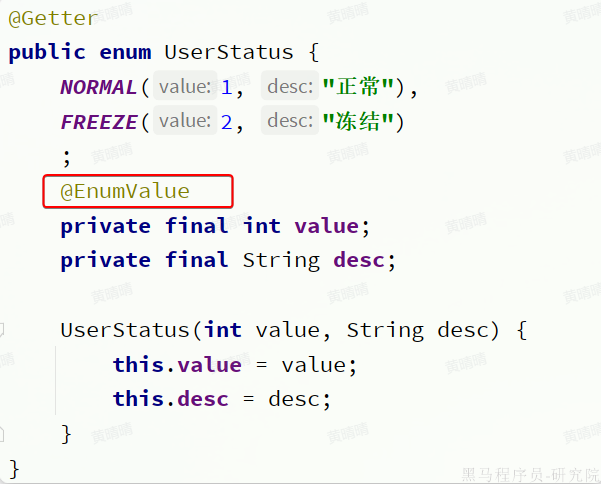 @Getter
public enum UserStatus {
NORMAL( value: 1, desc: "正常"),
FREEZE( value: 2, desc: "冻结")
;
@EnumValue
private final int value;
private final String desc;
UserStatus(int value, String desc) {
this.value = value;
this.desc = desc;
}
}
黑马程序员-研究院